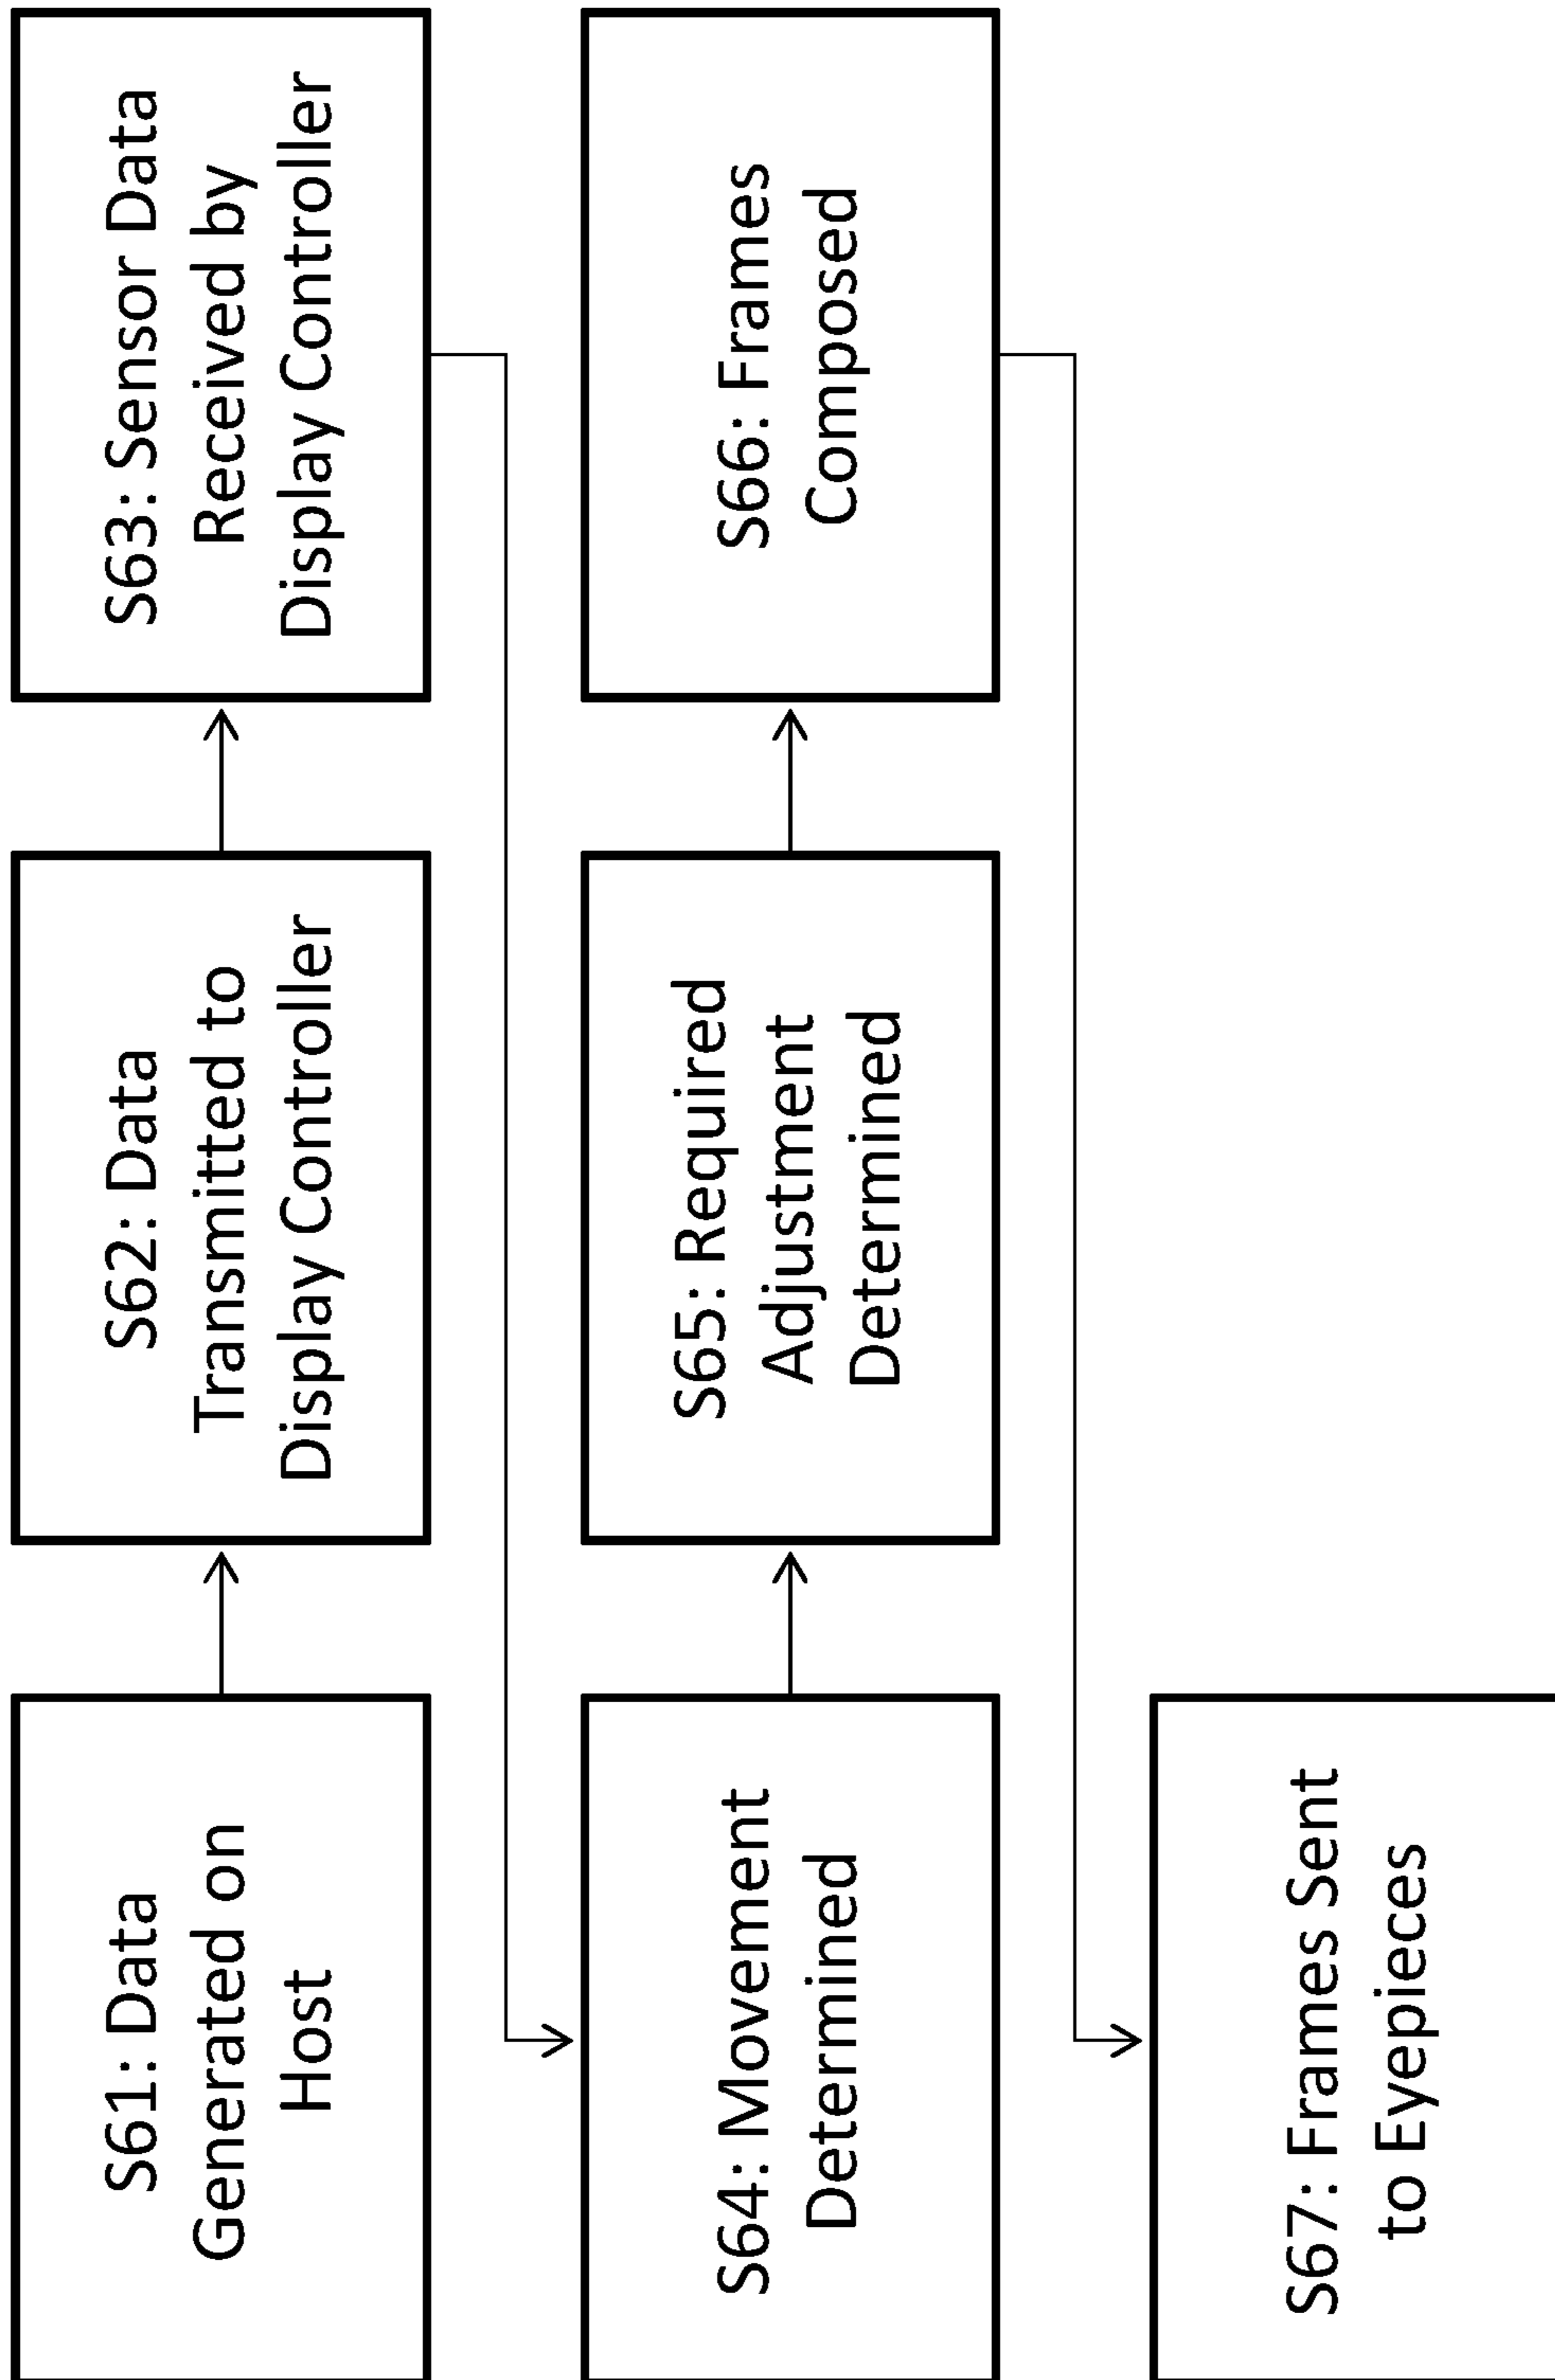 S61: Data
Generated on
Host
S62: Data
Transmitted to
Display Controller
S63: Sensor Data
Received by
Display Controller
S64: Movement
Determined
S65: Required
Adjustment
Determined
S66: Frames
Composed
S67: Frames Sent
to Eyepieces